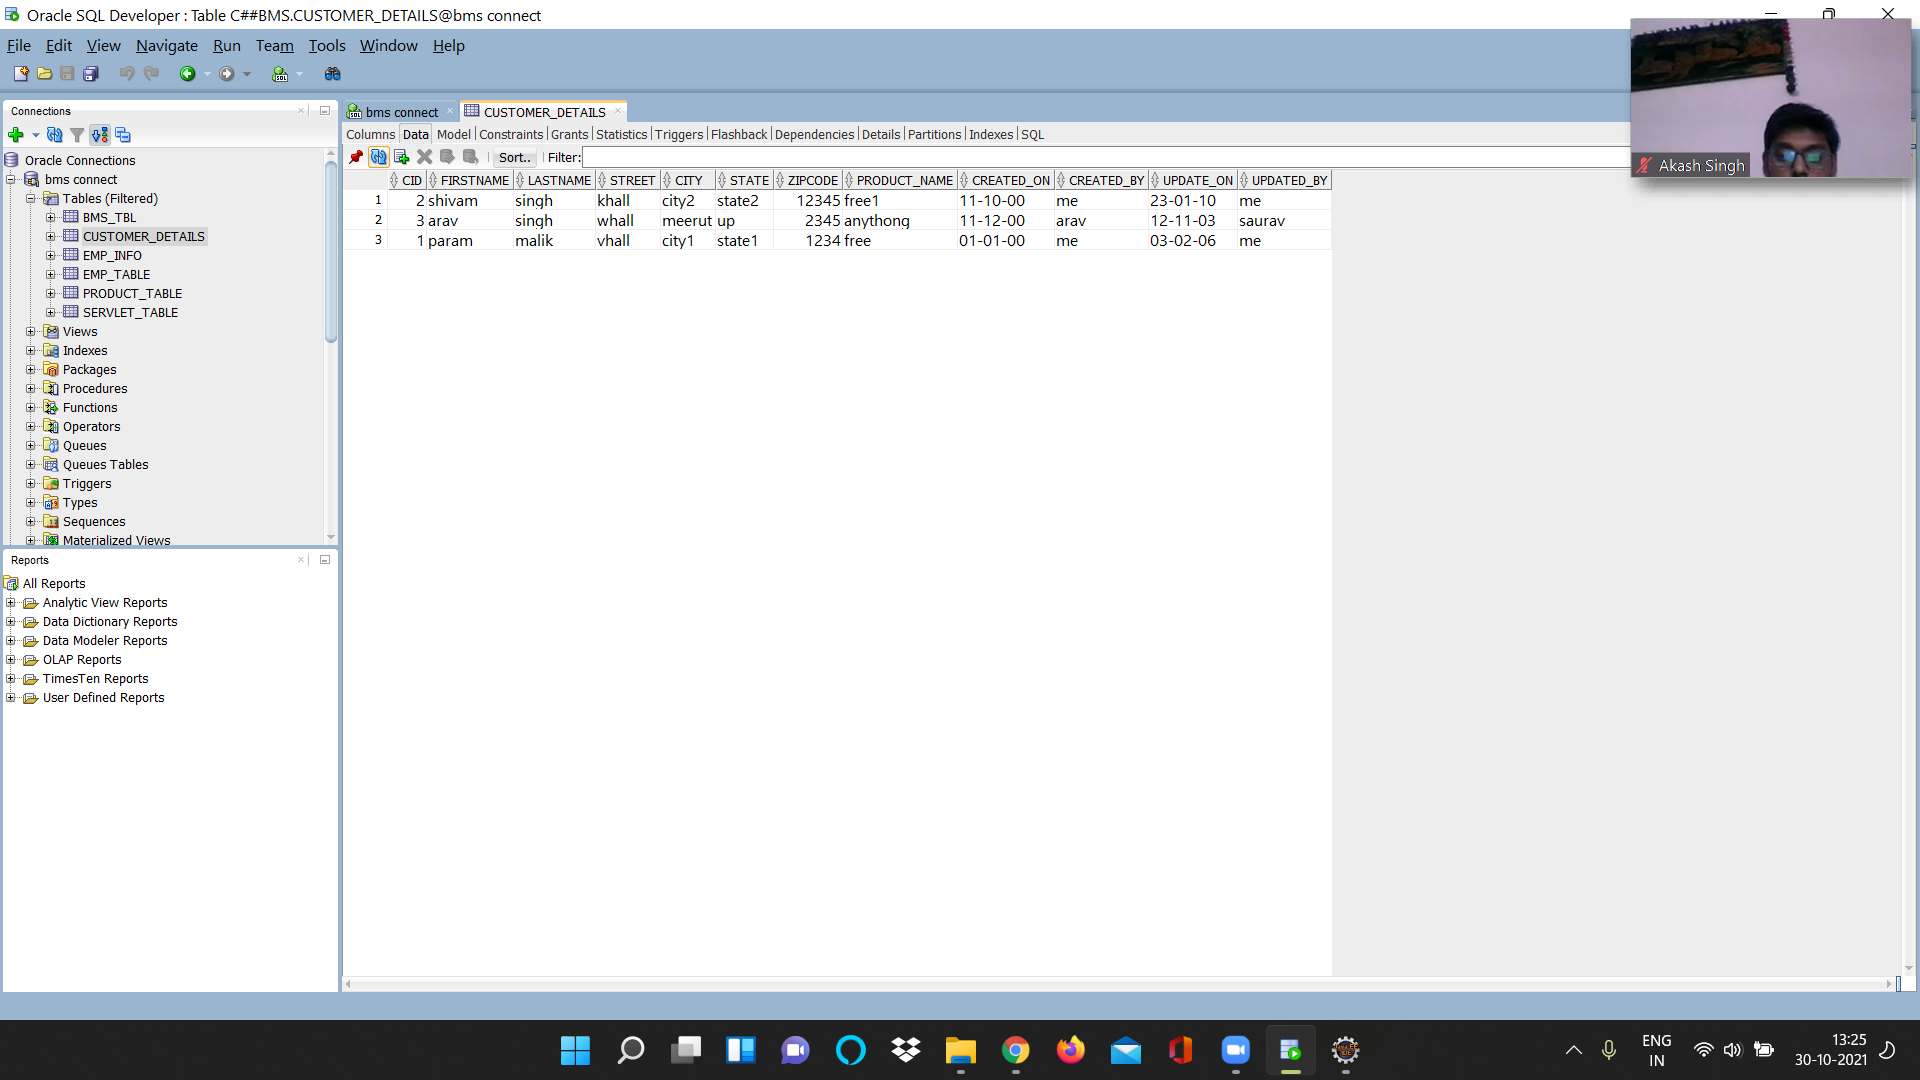 Oracle SQL Developer : Table C##BMS.CUSTOMER_DETAILS@bms connect
File Edit View Navigate Run Team Tools Window Help
Connections
Oracle Connections
bms connect
Tables (Filtered)
BMS_TBL
CUSTOMER_DETAILS
EMP_INFO
EMP_TABLE
PRODUCT_TABLE
SERVLET_TABLE
Views
Indexes
Packages
Procedures
Functions
Operators
Queues
Queues Tables
Triggers
Types
Sequences
Materialized Views
Reports
All Reports
Analytic View Reports
Data Dictionary Reports
Data Modeler Reports
OLAP Reports
TimesTen Reports
User Defined Reports
bms connect CUSTOMER_DETAILS
Columns Data Model Constraints Grants Statistics Triggers Flashback Dependencies Details Partitions Indexes SQL
Sort.. Filter:
CID FIRSTNAME LASTNAME STREET CITY STATE ZIPCODE PRODUCT_NAME CREATED_ON CREATED_BY UPDATE_ON UPDATED_BY
1 2 shivam singh khall city2 state2 12345 free1 11-10-00 me 23-01-10 me
2 3 arav singh whall meerut up 2345 anythong 11-12-00 arav 12-11-03 saurav
3 1 param malik vhall city1 state1 1234 free 01-01-00 me 03-02-06 me
Akash Singh
ENG
IN
13:25
30-10-2021